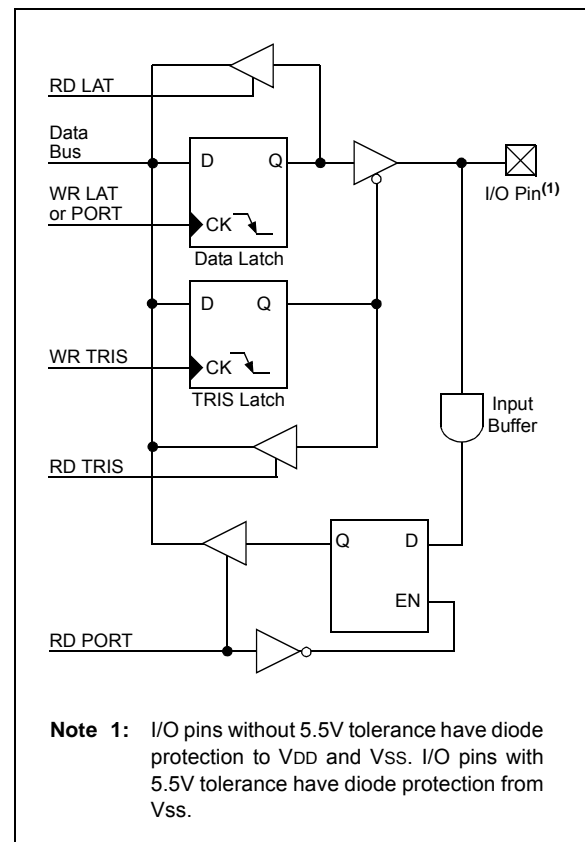 RD LAT
Data
Bus
D Q
WR LAT
or PORT
I/O Pin(1)
CK
Data Latch
D Q
WR TRIS
CK
TRIS Latch
Input
Buffer
RD TRIS
Q D
EN
RD PORT
Note 1: I/O pins without 5.5V tolerance have diode
protection to VDD and VSS. I/O pins with
5.5V tolerance have diode protection from
Vss.